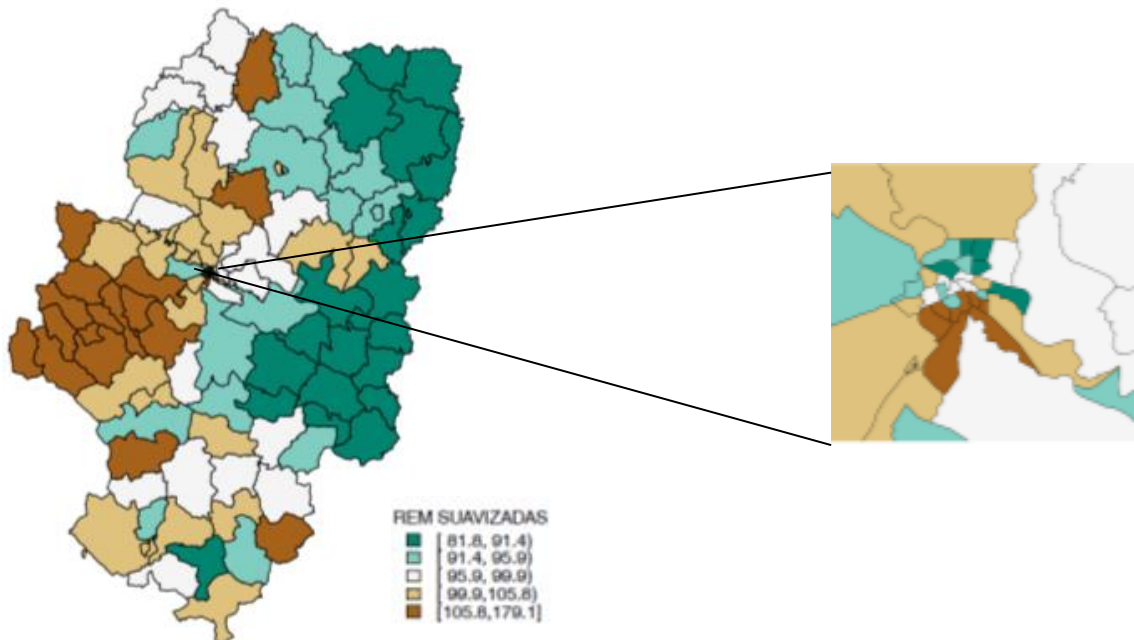 REM SUAVIZADAS
[ 81.8, 91.4)
[ 91.4, 95.9)
[ 95.9, 99.9)
[ 99.9,105.8)
[105.8,179.1]